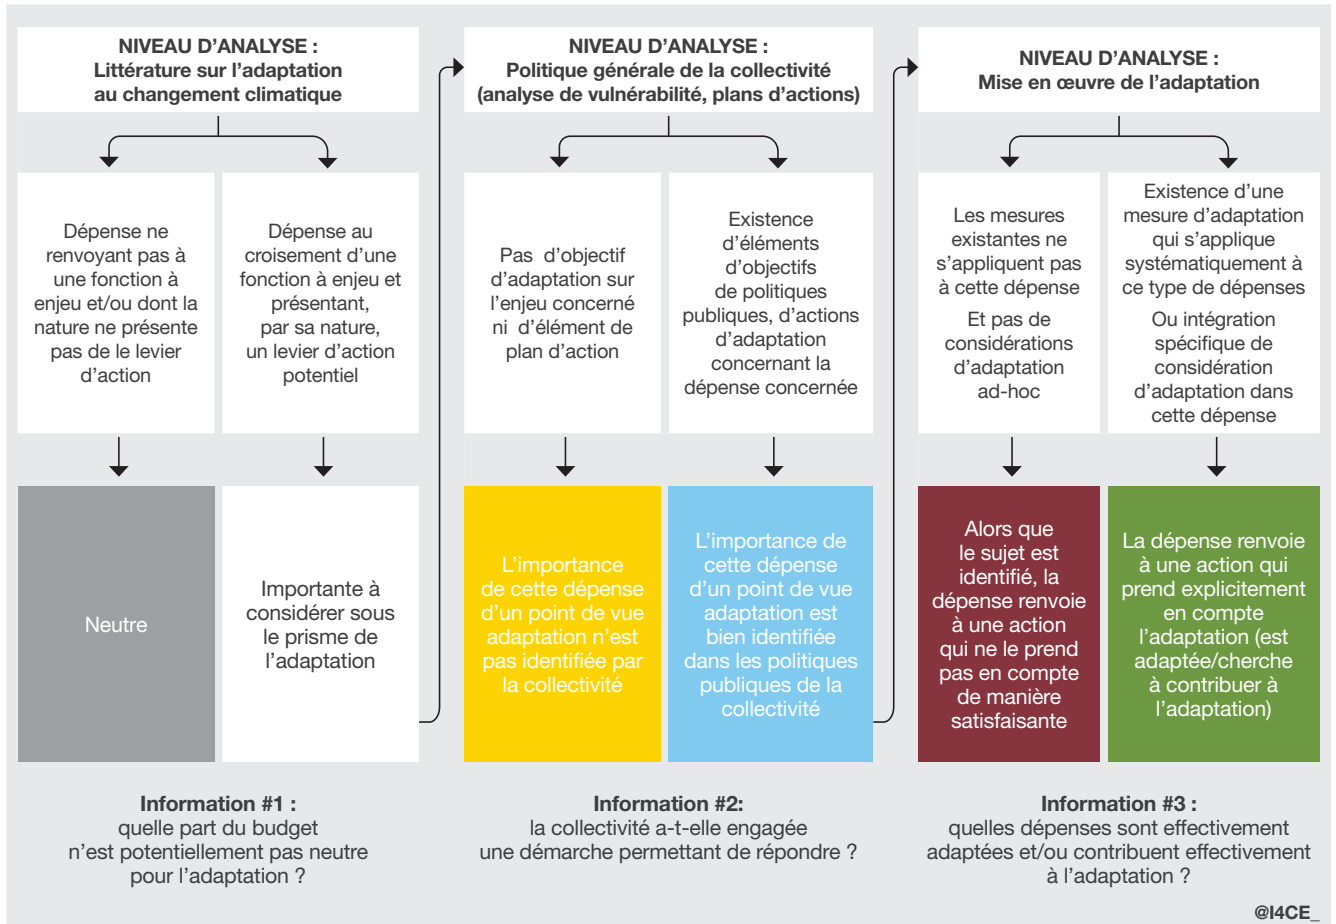 NIVEAU D'ANALYSE :
Littérature sur l'adaptation
au changement climatique
Dépense ne
renvoyant pas à
une fonction à
enjeu et/ou dont la
nature ne présente
pas de le levier
d'action
Dépense au
croisement d'une
fonction à enjeu et
présentant,
par sa nature,
un levier d'action
potentiel
Neutre
Importante à
considérer sous
le prisme de
l'adaptation
Information #1 :
quelle part du budget
n'est potentiellement pas neutre
pour l'adaptation ?
NIVEAU D'ANALYSE :
Politique générale de la collectivité
(analyse de vulnérabilité, plans d'actions)
Pas d'objectif
d'adaptation sur
l'enjeu concerné
ni d'élément de
plan d'action
Existence
d'éléments
d'objectifs
de politiques
publiques, d'actions
d'adaptation
concernant la
dépense concernée
L'importance
de cette dépense
d'un point de vue
adaptation n'est
pas identifiée par
la collectivité
L'importance de
cette dépense
d'un point de vue
adaptation est
bien identifiée
dans les politiques
publiques de la
collectivité
Information #2:
la collectivité a-t-elle engagée
une démarche permettant de répondre ?
NIVEAU D'ANALYSE :
Mise en œuvre de l'adaptation
Les mesures
existantes ne
s'appliquent pas
à cette dépense
Et pas de
considérations
d'adaptation
ad-hoc
Existence d'une
mesure d'adaptation
qui s'applique
systématiquement à
ce type de dépenses
Ou intégration
spécifique de
considération
d'adaptation dans
cette dépense
Alors que
le sujet est
identifié, la
dépense renvoie
à une action
qui ne le prend
pas en compte
de manière
satisfaisante
La dépense renvoie
à une action qui
prend explicitement
en compte
l'adaptation (est
adaptée/cherche
à contribuer à
l'adaptation)
Information #3 :
quelles dépenses sont effectivement
adaptées et/ou contribuent effectivement
à l'adaptation ?
@I4CE_